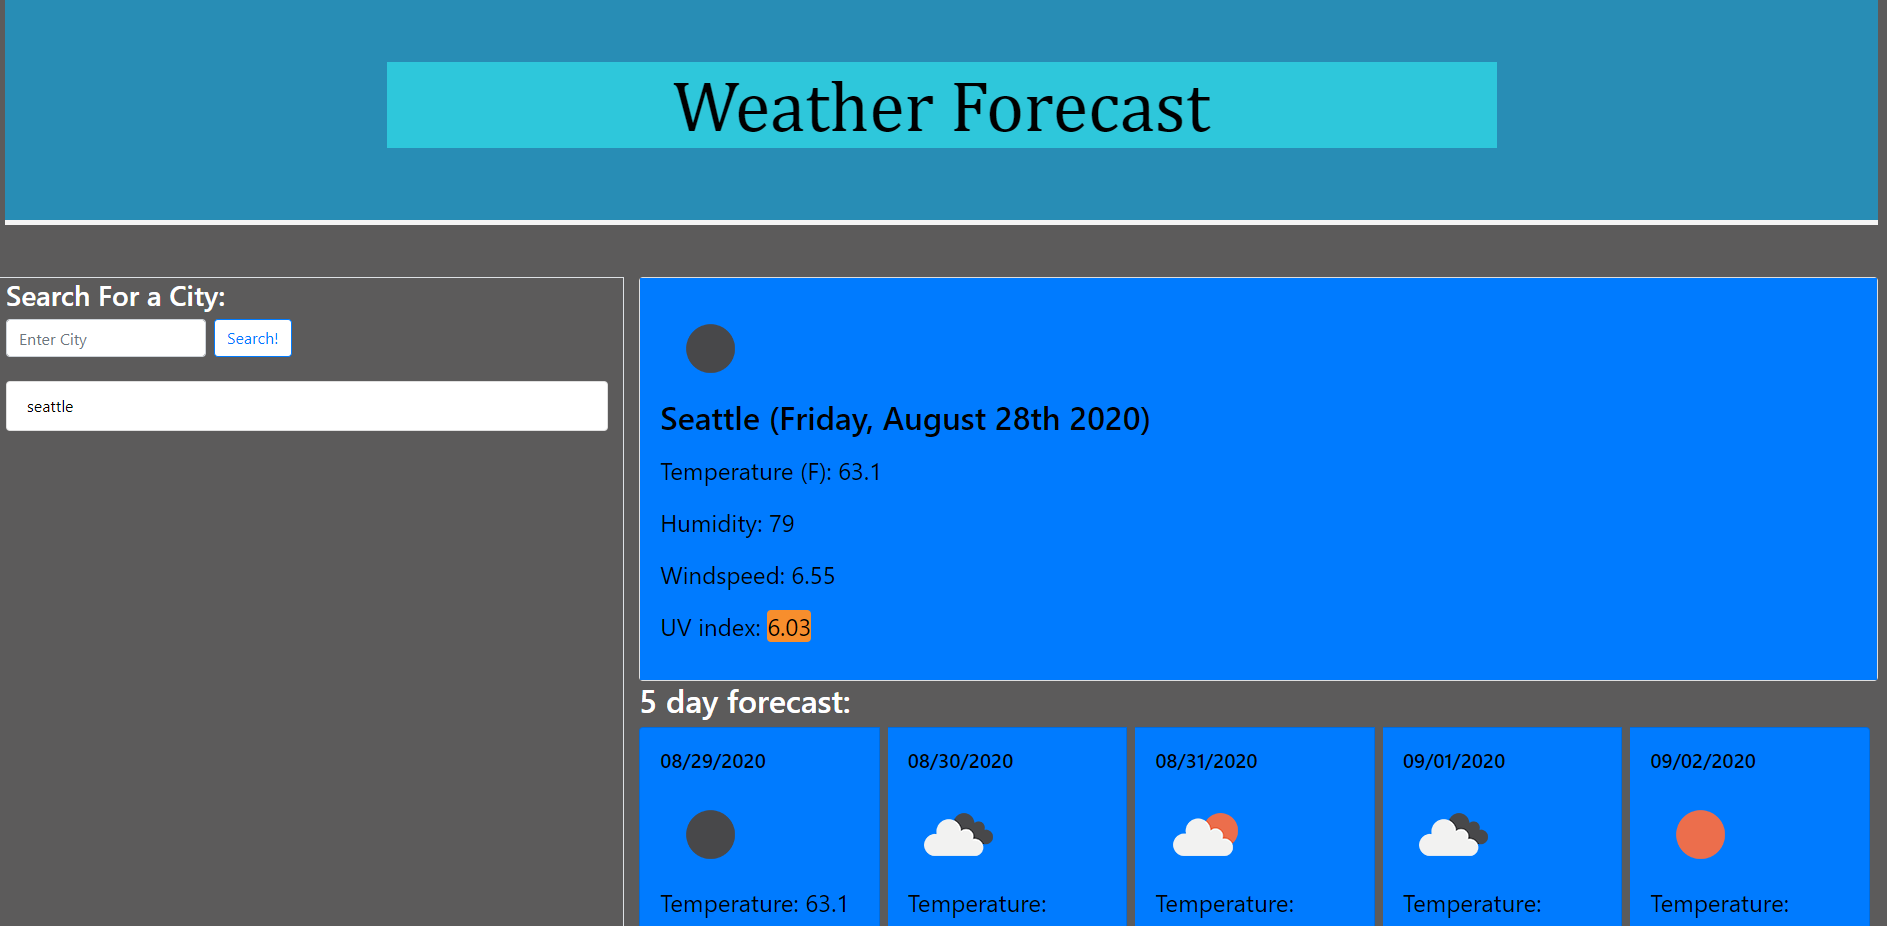 Weather Forecast
Search For a City:
Enter City
Search!
seattle
Seattle (Friday, August 28th 2020)
Temperature (F): 63.1
Humidity: 79
Windspeed: 6.55
UV index: 6.03
5 day forecast:
08/29/2020
Temperature: 63.1
08/30/2020
Temperature:
08/31/2020
Temperature:
09/01/2020
Temperature:
09/02/2020
Temperature: